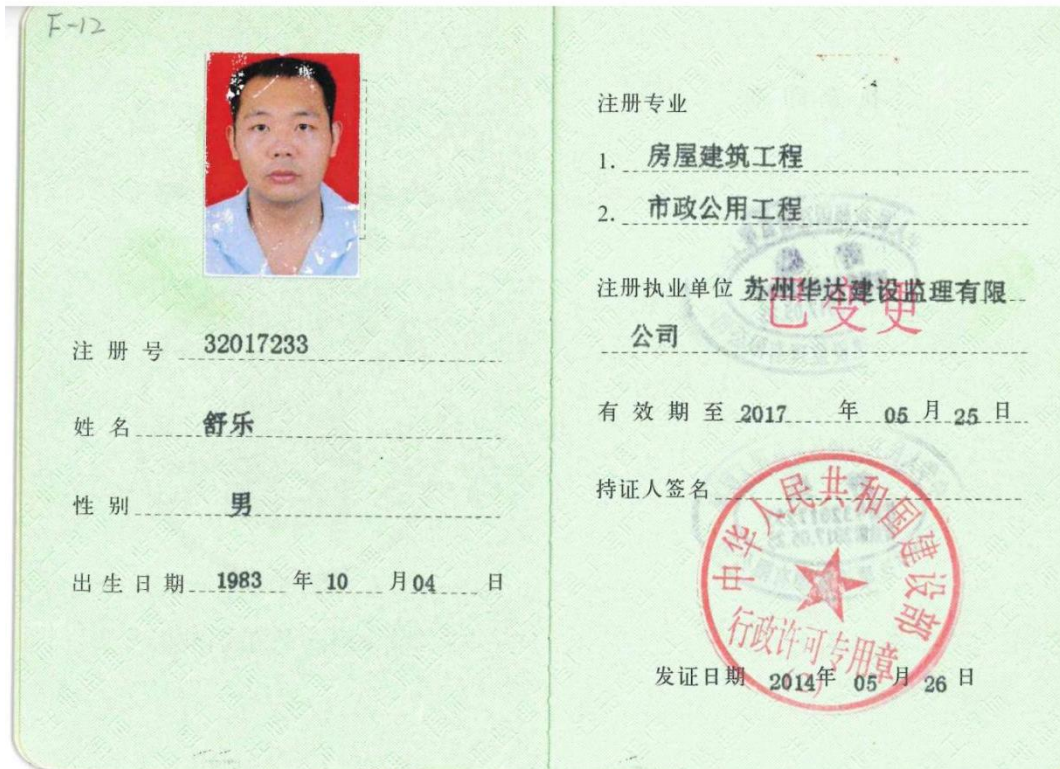 F-12
注册号 32017233
姓名 舒乐
性别 男
出生日期 1983 年 10 月 04 日
注册专业
1. 房屋建筑工程
2. 市政公用工程
注册执业单位 苏州华达建设监理有限
公司
已变更
有效期至 2017 年 05 月 25 日
持证人签名
中华人民共和国建设部
行政许可专用章
发证日期 2014年 05 月 26 日